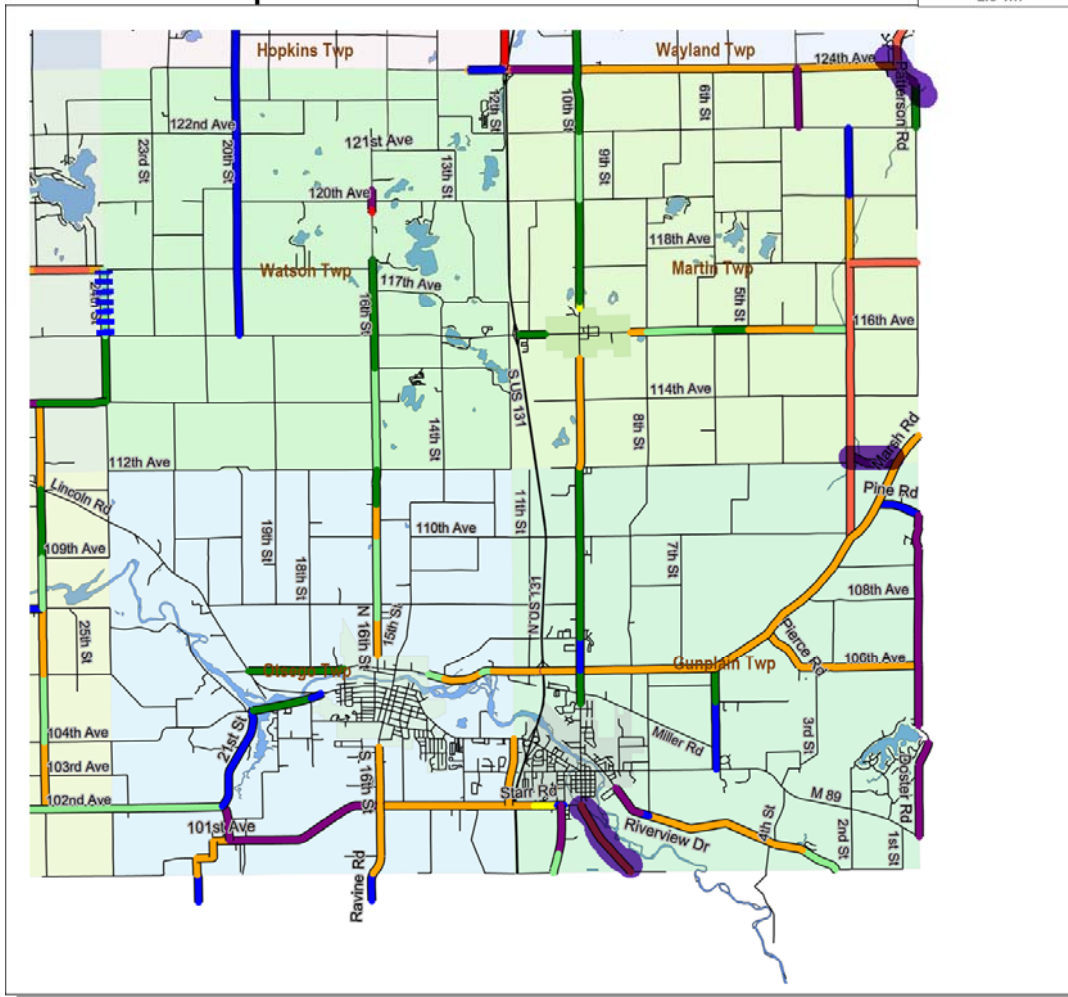 Hopkins Twp
Wayland Twp
124th Ave
Patterson Rd
12th St
10th St
6th St
122nd Ave
121st Ave
23rd St
20th St
13th St
9th St
120th Ave
118th Ave
Watson Twp
Martin Twp
117th Ave
24th St
16th St
5th St
116th Ave
S US 131
114th Ave
14th St
8th St
Marsh Rd
112th Ave
Pine Rd
Lincoln Rd
11th St
110th Ave
19th St
18th St
109th Ave
7th St
N US 131
108th Ave
25th St
N 16th St
15th St
Pierce Rd
106th Ave
Otsego Twp
Gunplain Twp
21st St
104th Ave
Miller Rd
3rd St
103rd Ave
S 16th St
Doster Rd
102nd Ave
Starr Rd
M 89
101st Ave
Riverview Dr
4th St
2nd St
1st St
Ravine Rd